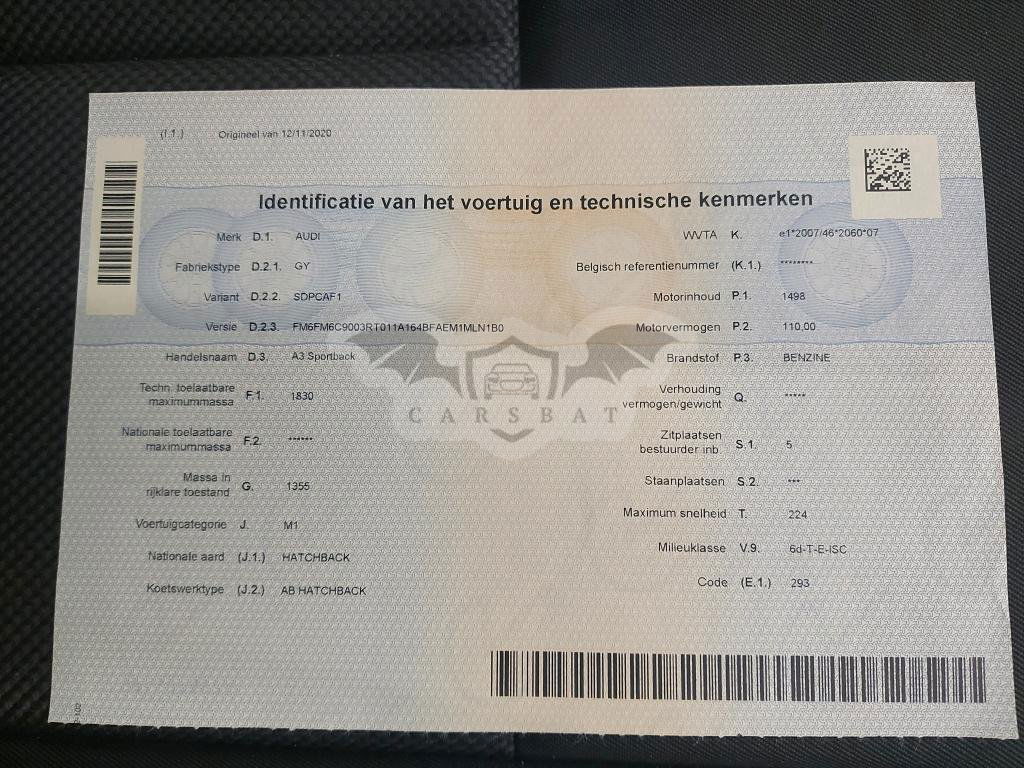 (I.1.) Origineel van 12/11/2020
Identificatie van het voertuig en technische kenmerken
Merk D.1. AUDI
Fabriekstype D.2.1. GY
Variant D.2.2. SDPCAF1
Versie D.2.3. FM6FM6C9003RT011A164BFAEM1MLN1B0
Handelsnaam D.3. A3 Sportback
Techn. toelaatbare
maximummassa F.1. 1830
Nationale toelaatbare
maximummassa F.2. ******
Massa in
rijklare toestand G. 1355
Voertuigcategorie J. M1
Nationale aard (J.1.) HATCHBACK
Koetswerktype (J.2.) AB HATCHBACK
WVTA K. e1*2007/46*2060*07
Belgisch referentienummer (K.1.) ********
Motorinhoud P.1. 1498
Motorvermogen P.2. 110,00
Brandstof P.3. BENZINE
Verhouding
vermogen/gewicht Q. *****
Zitplaatsen
bestuurder inb. S.1. 5
Staanplaatsen S.2. ***
Maximum snelheid T. 224
Milieuklasse V.9. 6d-T-E-ISC
Code (E.1.) 293
CARSBAT